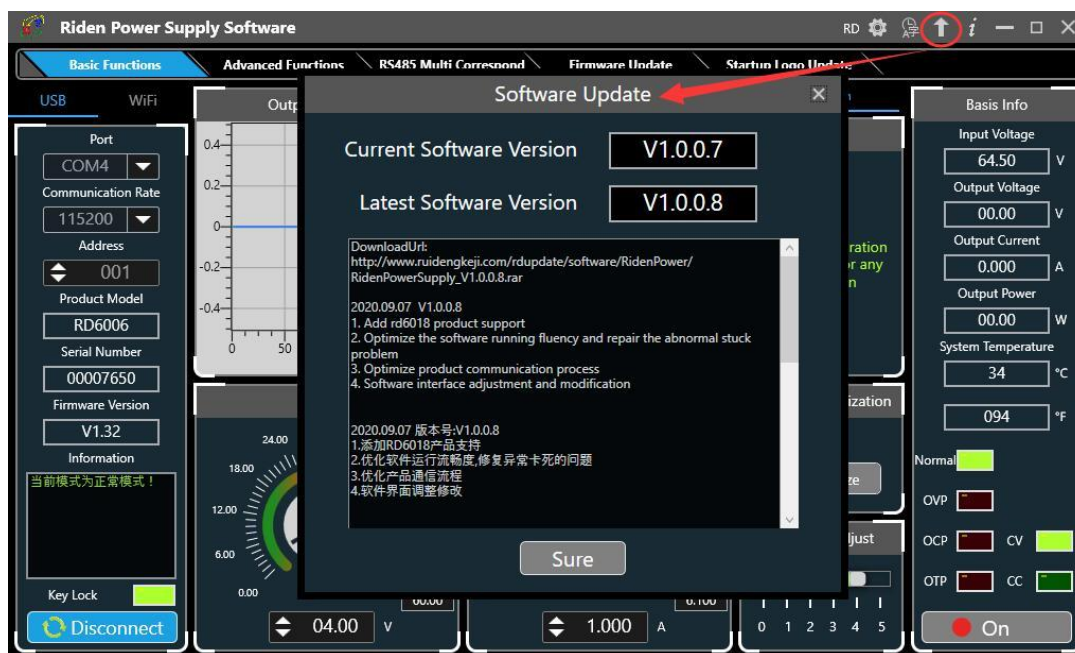 Riden Power Supply Software
RD
Basic Functions
Advanced Functions
RS485 Multi Correspond
Firmware Update
Startup Logo Update
USB
WiFi
Port
COM4
Communication Rate
115200
Address
001
Product Model
RD6006
Serial Number
00007650
Firmware Version
V1.32
Information
当前模式为正常模式！
Key Lock
Disconnect
Outp
0.4
0.2
0
-0.2
-0.4
0
50
24.00
18.00
12.00
6.00
0.00
04.00
V
Software Update
Current Software Version
V1.0.0.7
Latest Software Version
V1.0.0.8
DownloadUrl:
http://www.ruidengkeji.com/rdupdate/software/RidenPower/
RidenPowerSupply_V1.0.0.8.rar
2020.09.07 V1.0.0.8
1. Add rd6018 product support
2. Optimize the software running fluency and repair the abnormal stuck
problem
3. Optimize product communication process
4. Software interface adjustment and modification
2020.09.07 版本号:V1.0.0.8
1.添加RD6018产品支持
2.优化软件运行流畅度,修复异常卡死的问题
3.优化产品通信流程
4.软件界面调整修改
Sure
60.00
6.100
1.000
A
ration
or any
n
ization
ze
djust
0 1 2 3 4 5
Basis Info
Input Voltage
64.50
V
Output Voltage
00.00
V
Output Current
0.000
A
Output Power
00.00
W
System Temperature
34
°C
094
°F
Normal
OVP
OCP
CV
OTP
CC
On